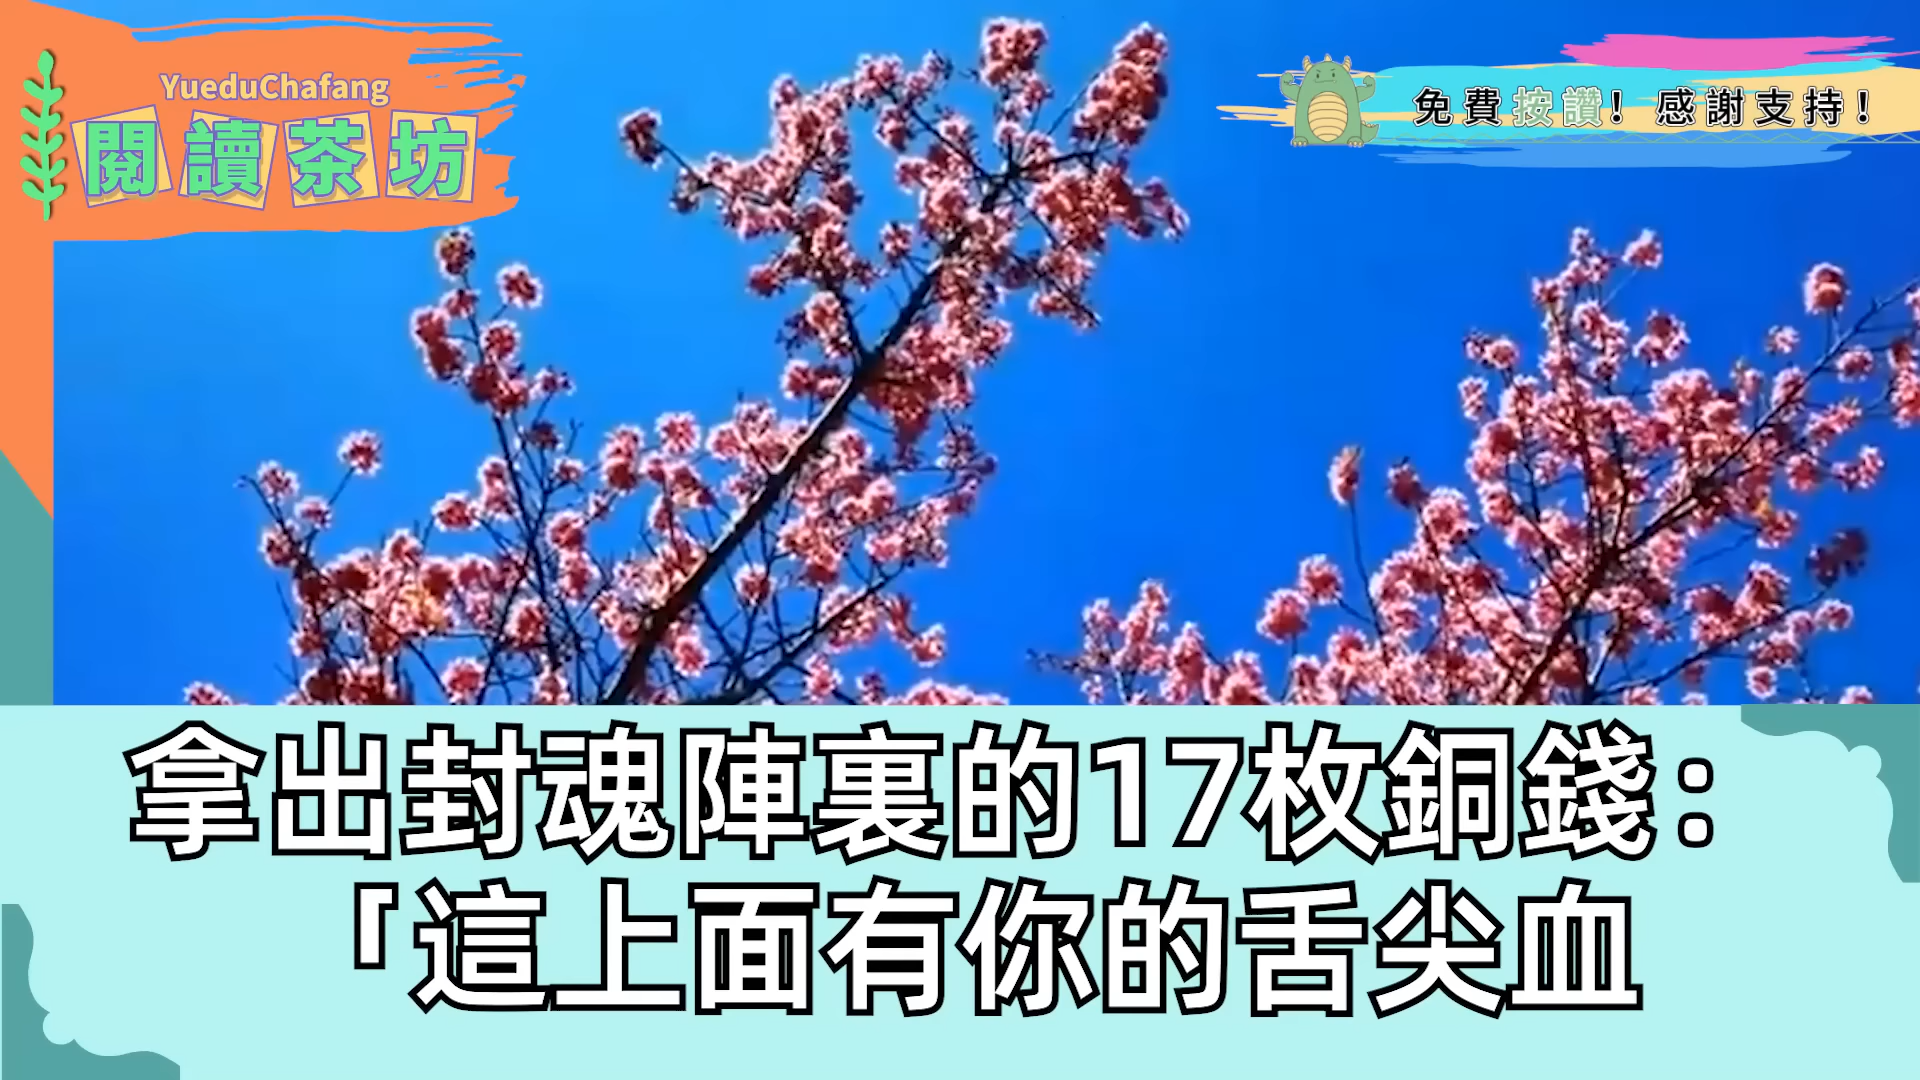 YueduChafang
閱讀茶坊
免費按讚！感謝支持！
拿出封魂陣裏的17枚銅錢：
「這上面有你的舌尖血